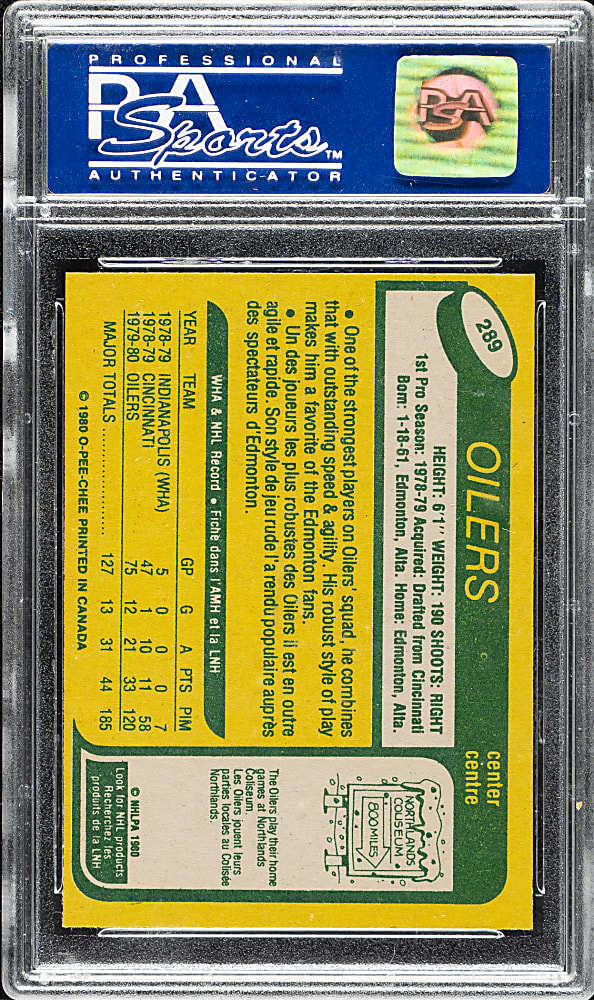 PROFESSIONAL
PSA
Sports™
AUTHENTICATOR
PSA
289
OILERS
center
centre
HEIGHT: 6'1" WEIGHT: 190 SHOOTS: RIGHT
1st Pro Season: 1978-79 Acquired: Drafted from Cincinnati
Born: 1-18-61, Edmonton, Alta. Home: Edmonton, Alta.
• One of the strongest players on Oilers' squad, he combines
that with outstanding speed & agility. His robust style of play
makes him a favorite of the Edmonton fans.
• Un des joueurs les plus robustes des Oilers il est en outre
agile et rapide. Son style de jeu rude l'a rendu populaire auprès
des spectateurs d'Edmonton.
WHA & NHL Record • Fiche dans l'AMH et la LNH
YEAR TEAM GP G A PTS PIM
1978-79 INDIANAPOLIS (WHA) 5 0 0 0 7
1978-79 CINCINNATI 47 1 10 11 58
1979-80 OILERS 75 12 21 33 120
MAJOR TOTALS 127 13 31 44 185
© 1980 O-PEE-CHEE PRINTED IN CANADA
NORTHLANDS
COLISEUM
800 MILES
The Oilers play their home
games at Northlands
Coliseum.
Les Oilers jouent leurs
parties locales au Colisée
Northlands.
© NHLPA 1980
Look for NHL products
Recherchez les
produits de la LNH